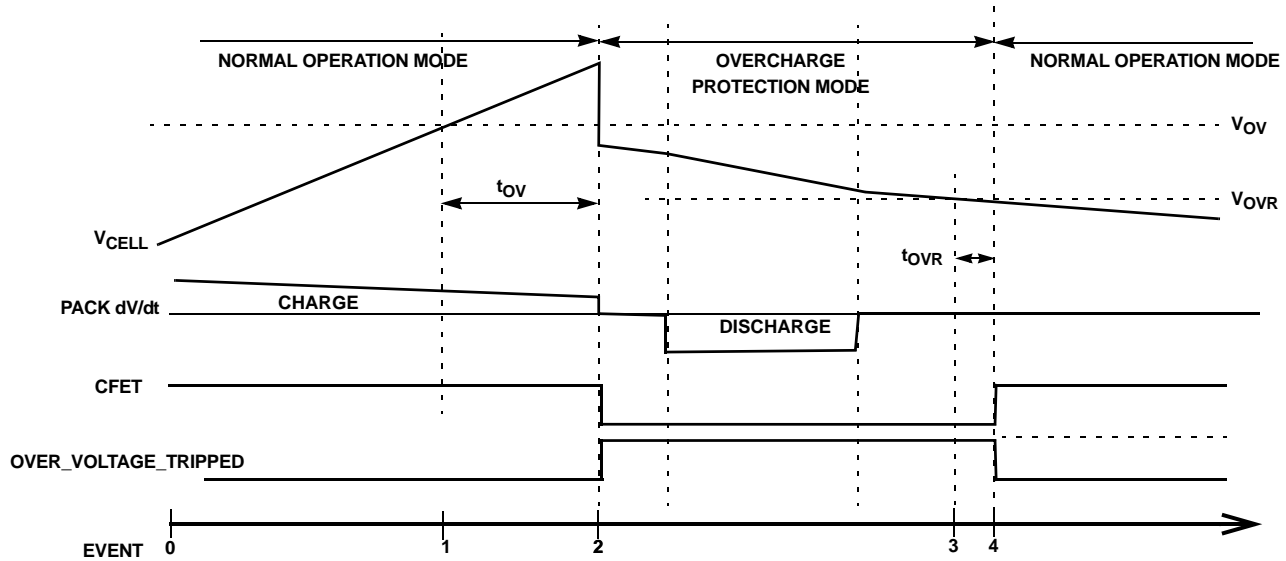 NORMAL OPERATION MODE
OVERCHARGE
PROTECTION MODE
NORMAL OPERATION MODE
VOV
tOV
VOVR
VCELL
tOVR
PACK dV/dt
CHARGE
DISCHARGE
CFET
OVER_VOLTAGE_TRIPPED
EVENT
0
1
2
3
4